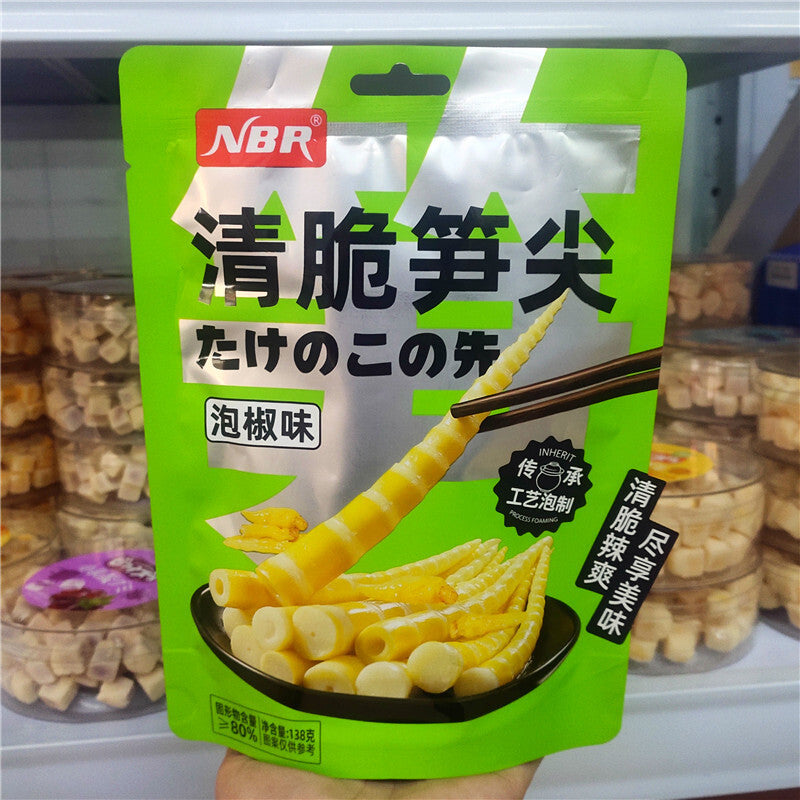 NBR®
清脆笋尖
たけのこの先
泡椒味
INHERIT
传承
工艺泡制
PROCESS FOAMING
清脆辣爽
尽享美味
固形物含量
≥80%
净含量:138克
图案仅供参考